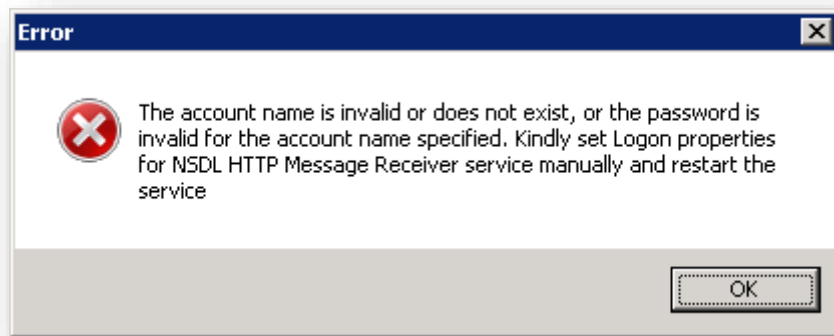 Error
The account name is invalid or does not exist, or the password is
invalid for the account name specified. Kindly set Logon properties
for NSDL HTTP Message Receiver service manually and restart the
service
OK